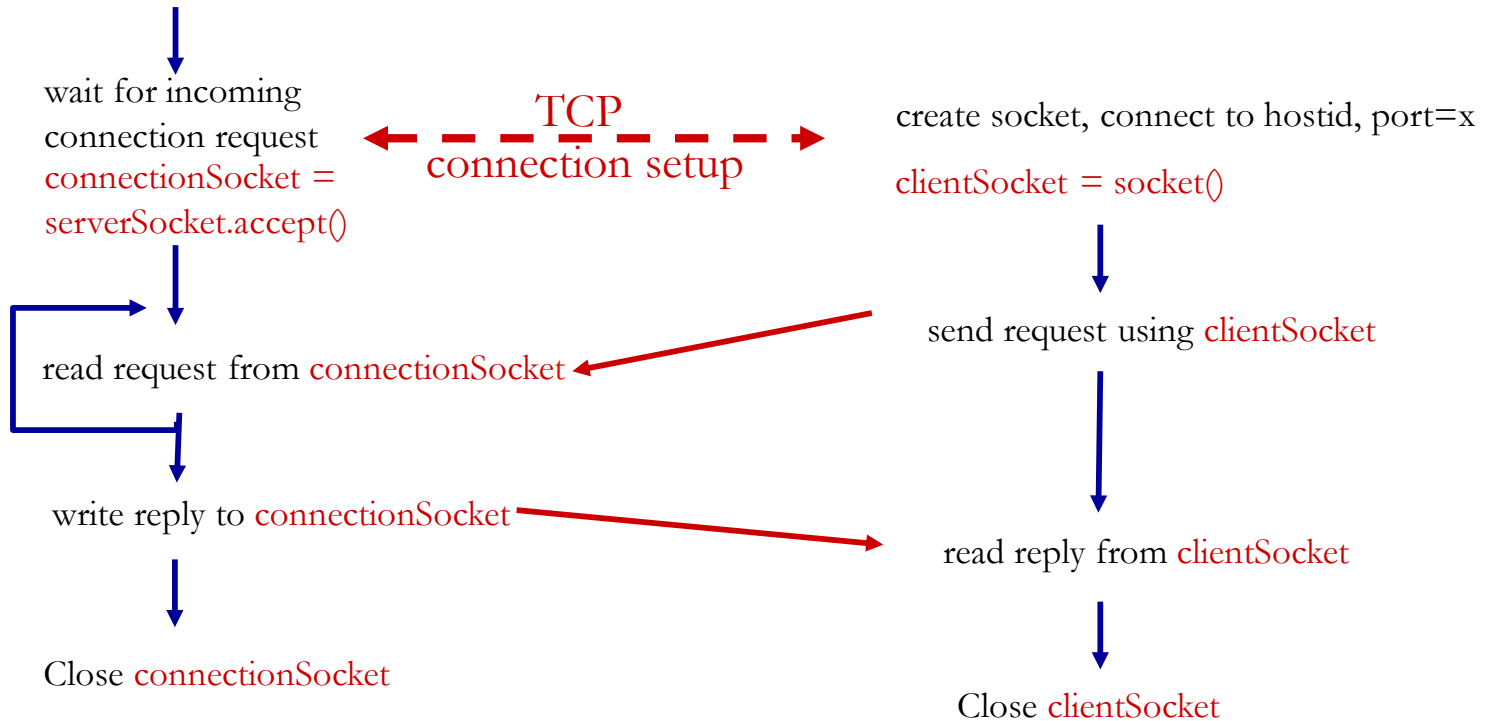 wait for incoming
connection request
connectionSocket =
serverSocket.accept()
TCP
connection setup
create socket, connect to hostid, port=x
clientSocket = socket()
send request using clientSocket
read request from connectionSocket
write reply to connectionSocket
read reply from clientSocket
Close connectionSocket
Close clientSocket